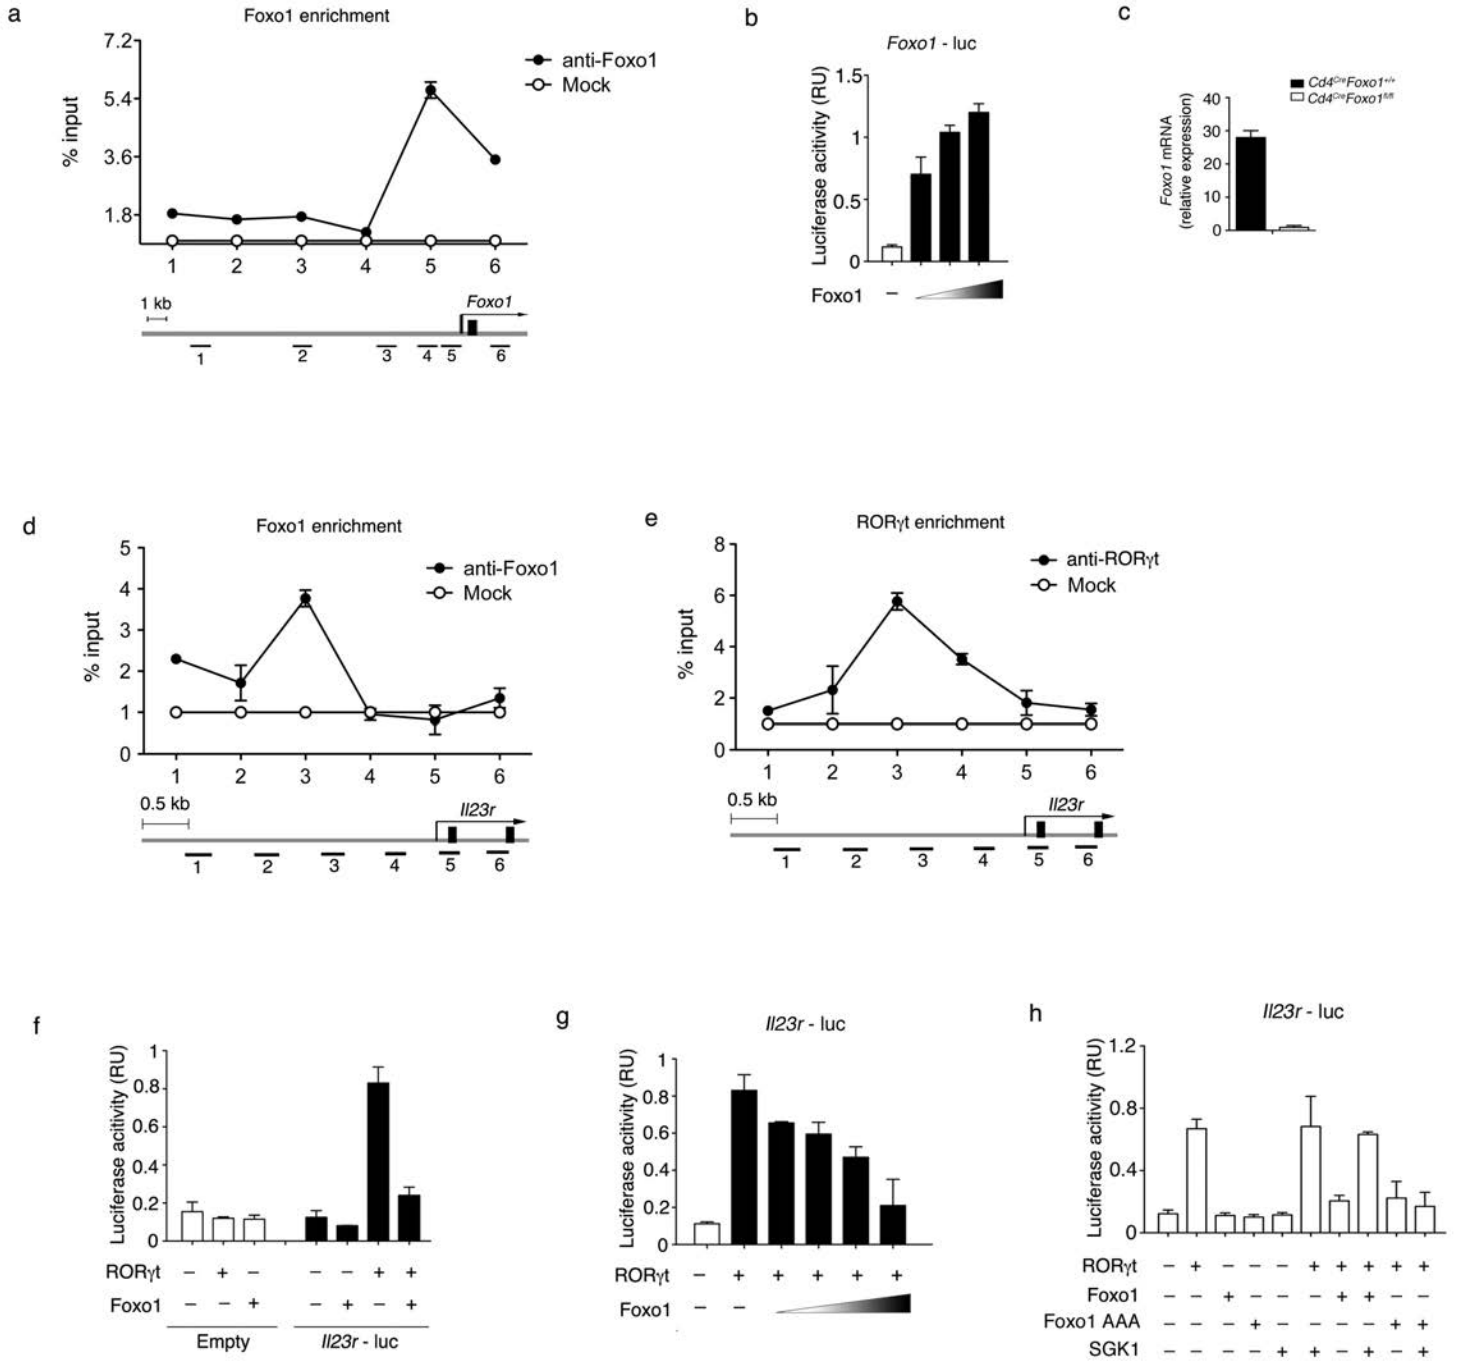 a
Foxo1 enrichment
% input
7.2
5.4
3.6
1.8
anti-Foxo1
Mock
1 2 3 4 5 6
1 kb
Foxo1
1 2 3 4 5 6
b
Foxo1 - luc
Luciferase acitivity (RU)
1.5
1
0.5
0
Foxo1 –
c
Cd4CreFoxo1+/+
Cd4CreFoxo1fl/fl
Foxo1 mRNA
(relative expression)
40
30
20
10
0
d
Foxo1 enrichment
% input
5
4
3
2
1
0
anti-Foxo1
Mock
1 2 3 4 5 6
0.5 kb
Il23r
1 2 3 4 5 6
e
RORγt enrichment
% input
8
6
4
2
0
anti-RORγt
Mock
1 2 3 4 5 6
0.5 kb
Il23r
1 2 3 4 5 6
f
Luciferase acitivity (RU)
1
0.8
0.6
0.4
0.2
0
RORγt – + – – – + +
Foxo1 – – + – + – +
Empty Il23r - luc
g
Il23r - luc
Luciferase acitivity (RU)
1
0.8
0.6
0.4
0.2
0
RORγt – + + + + +
Foxo1 – –
h
Il23r - luc
Luciferase acitivity (RU)
1.2
0.8
0.4
0
RORγt – + – – – + + + + +
Foxo1 – – + – – – + + – –
Foxo1 AAA – – – + – – – – + +
SGK1 – – – – + + – + – +